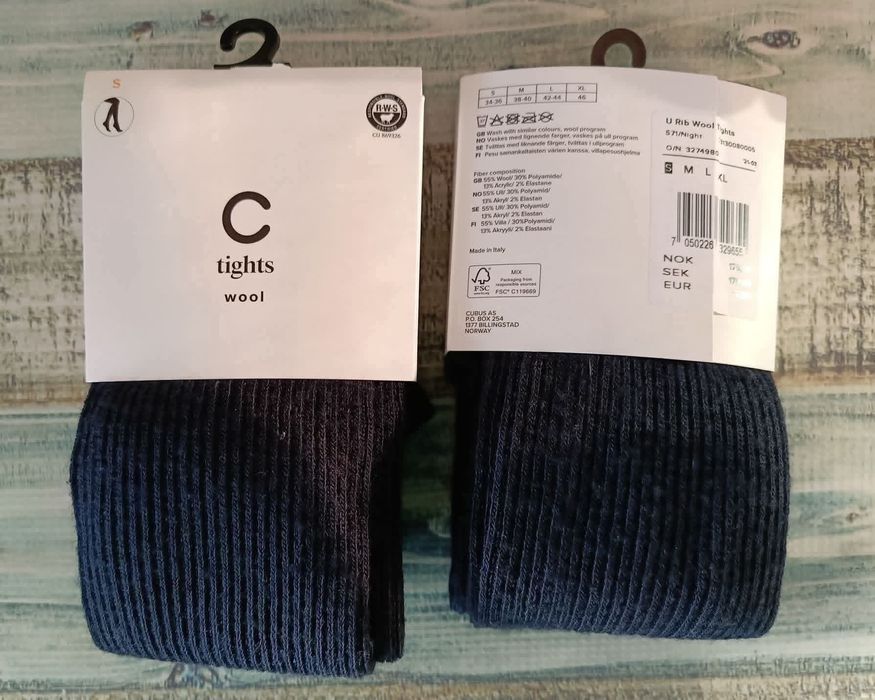 S
R·W·S
CU 869326
C
tights
wool
S M L XL
34-36 38-40 42-44 46
GB Wash with similar colours, wool program
NO Vaskes med lignende farger, vaskes på ull program
SE Tvättas med liknande färger, tvättas i ullprogram
FI Pesu samankaltaisten värien kanssa, villapesuohjelma
Fiber composition
GB 55% Wool/ 30% Polyamide/
13% Acrylic/ 2% Elastane
NO 55% Ull/ 30% Polyamid/
13% Akryl/ 2% Elastan
SE 55% Ull/ 30% Polyamid/
13% Akryl/ 2% Elastan
FI 55% Villa / 30%Polyamidi/
13% Akryyli/ 2% Elastaani
Made in Italy
FSC
MIX
Packaging from
responsible sources
FSC® C119669
CUBUS AS
P.O. BOX 254
1377 BILLINGSTAD
NORWAY
U Rib Wool Tights
571/Night
O/N: 3274980
S M L XL
7 050226 329655
NOK
SEK
EUR